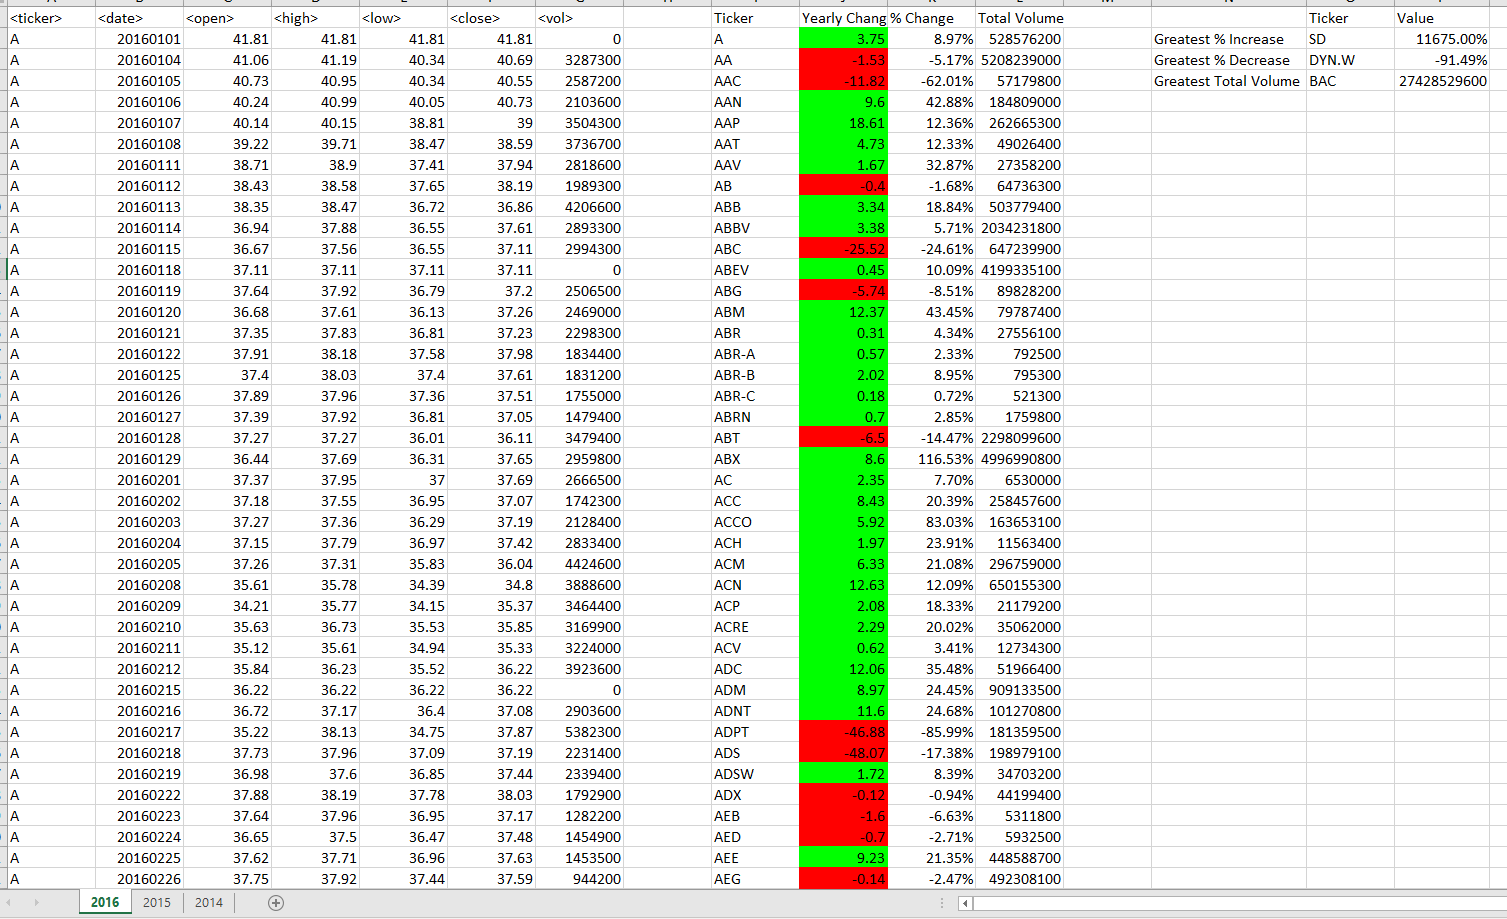 <ticker> <date> <open> <high> <low> <close> <vol> Ticker Yearly Chang % Change Total Volume Ticker Value
A 20160101 41.81 41.81 41.81 41.81 0 A 3.75 8.97% 528576200 Greatest % Increase SD 11675.00%
A 20160104 41.06 41.19 40.34 40.69 3287300 AA -1.53 -5.17% 5208239000 Greatest % Decrease DYN.W -91.49%
A 20160105 40.73 40.95 40.34 40.55 2587200 AAC -11.82 -62.01% 57179800 Greatest Total Volume BAC 27428529600
A 20160106 40.24 40.99 40.05 40.73 2103600 AAN 9.6 42.88% 184809000
A 20160107 40.14 40.15 38.81 39 3504300 AAP 18.61 12.36% 262665300
A 20160108 39.22 39.71 38.47 38.59 3736700 AAT 4.73 12.33% 49026400
A 20160111 38.71 38.9 37.41 37.94 2818600 AAV 1.67 32.87% 27358200
A 20160112 38.43 38.58 37.65 38.19 1989300 AB -0.4 -1.68% 64736300
A 20160113 38.35 38.47 36.72 36.86 4206600 ABB 3.34 18.84% 503779400
A 20160114 36.94 37.88 36.55 37.61 2893300 ABBV 3.38 5.71% 2034231800
A 20160115 36.67 37.56 36.55 37.11 2994300 ABC -25.52 -24.61% 647239900
A 20160118 37.11 37.11 37.11 37.11 0 ABEV 0.45 10.09% 4199335100
A 20160119 37.64 37.92 36.79 37.2 2506500 ABG -5.74 -8.51% 89828200
A 20160120 36.68 37.61 36.13 37.26 2469000 ABM 12.37 43.45% 79787400
A 20160121 37.35 37.83 36.81 37.23 2298300 ABR 0.31 4.34% 27556100
A 20160122 37.91 38.18 37.58 37.98 1834400 ABR-A 0.57 2.33% 792500
A 20160125 37.4 38.03 37.4 37.61 1831200 ABR-B 2.02 8.95% 795300
A 20160126 37.89 37.96 37.36 37.51 1755000 ABR-C 0.18 0.72% 521300
A 20160127 37.39 37.92 36.81 37.05 1479400 ABRN 0.7 2.85% 1759800
A 20160128 37.27 37.27 36.01 36.11 3479400 ABT -6.5 -14.47% 2298099600
A 20160129 36.44 37.69 36.31 37.65 2959800 ABX 8.6 116.53% 4996990800
A 20160201 37.37 37.95 37 37.69 2666500 AC 2.35 7.70% 6530000
A 20160202 37.18 37.55 36.95 37.07 1742300 ACC 8.43 20.39% 258457600
A 20160203 37.27 37.36 36.29 37.19 2128400 ACCO 5.92 83.03% 163653100
A 20160204 37.15 37.79 36.97 37.42 2833400 ACH 1.97 23.91% 11563400
A 20160205 37.26 37.31 35.83 36.04 4424600 ACM 6.33 21.08% 296759000
A 20160208 35.61 35.78 34.39 34.8 3888600 ACN 12.63 12.09% 650155300
A 20160209 34.21 35.77 34.15 35.37 3464400 ACP 2.08 18.33% 21179200
A 20160210 35.63 36.73 35.53 35.85 3169900 ACRE 2.29 20.02% 35062000
A 20160211 35.12 35.61 34.94 35.33 3224000 ACV 0.62 3.41% 12734300
A 20160212 35.84 36.23 35.52 36.22 3923600 ADC 12.06 35.48% 51966400
A 20160215 36.22 36.22 36.22 36.22 0 ADM 8.97 24.45% 909133500
A 20160216 36.72 37.17 36.4 37.08 2903600 ADNT 11.6 24.68% 101270800
A 20160217 35.22 38.13 34.75 37.87 5382300 ADPT -46.88 -85.99% 181359500
A 20160218 37.73 37.96 37.09 37.19 2231400 ADS -48.07 -17.38% 198979100
A 20160219 36.98 37.6 36.85 37.44 2339400 ADSW 1.72 8.39% 34703200
A 20160222 37.88 38.19 37.78 38.03 1792900 ADX -0.12 -0.94% 44199400
A 20160223 37.64 37.96 36.95 37.17 1282200 AEB -1.6 -6.63% 5311800
A 20160224 36.65 37.5 36.47 37.48 1454900 AED -0.7 -2.71% 5932500
A 20160225 37.62 37.71 36.96 37.63 1453500 AEE 9.23 21.35% 448588700
A 20160226 37.75 37.92 37.44 37.59 944200 AEG -0.14 -2.47% 492308100
2016 2015 2014